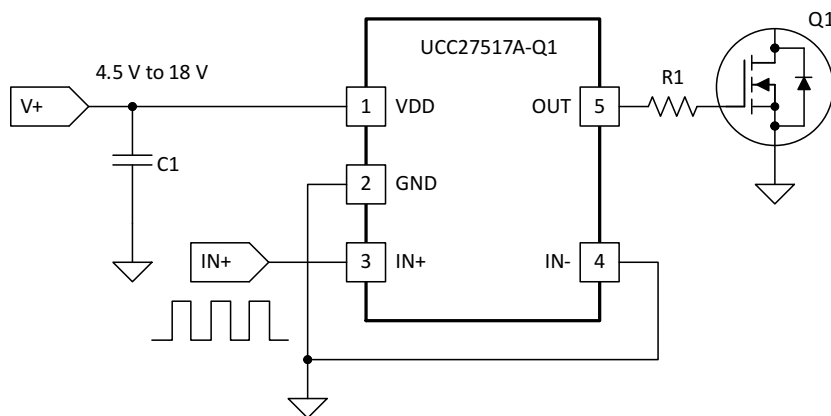 Q1
UCC27517A-Q1
4.5 V to 18 V
R1
V+
1
VDD
OUT
5
C1
2
GND
IN+
3
IN+
IN-
4